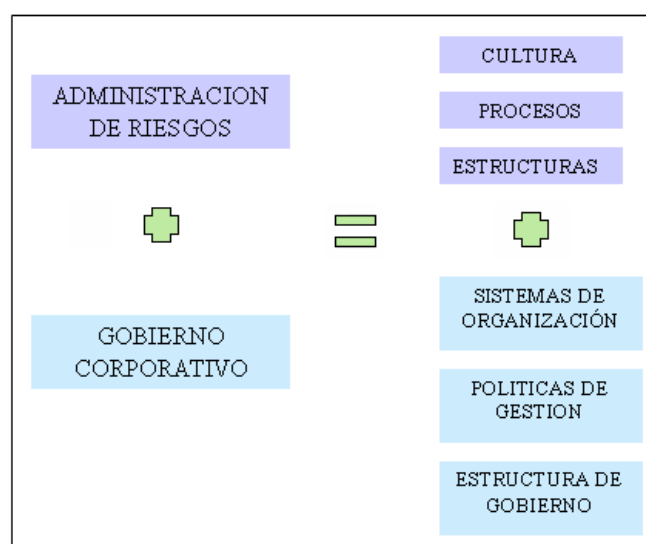 ADMINISTRACION
DE RIESGOS
GOBIERNO
CORPORATIVO
CULTURA
PROCESOS
ESTRUCTURAS
SISTEMAS DE
ORGANIZACIÓN
POLITICAS DE
GESTION
ESTRUCTURA DE
GOBIERNO